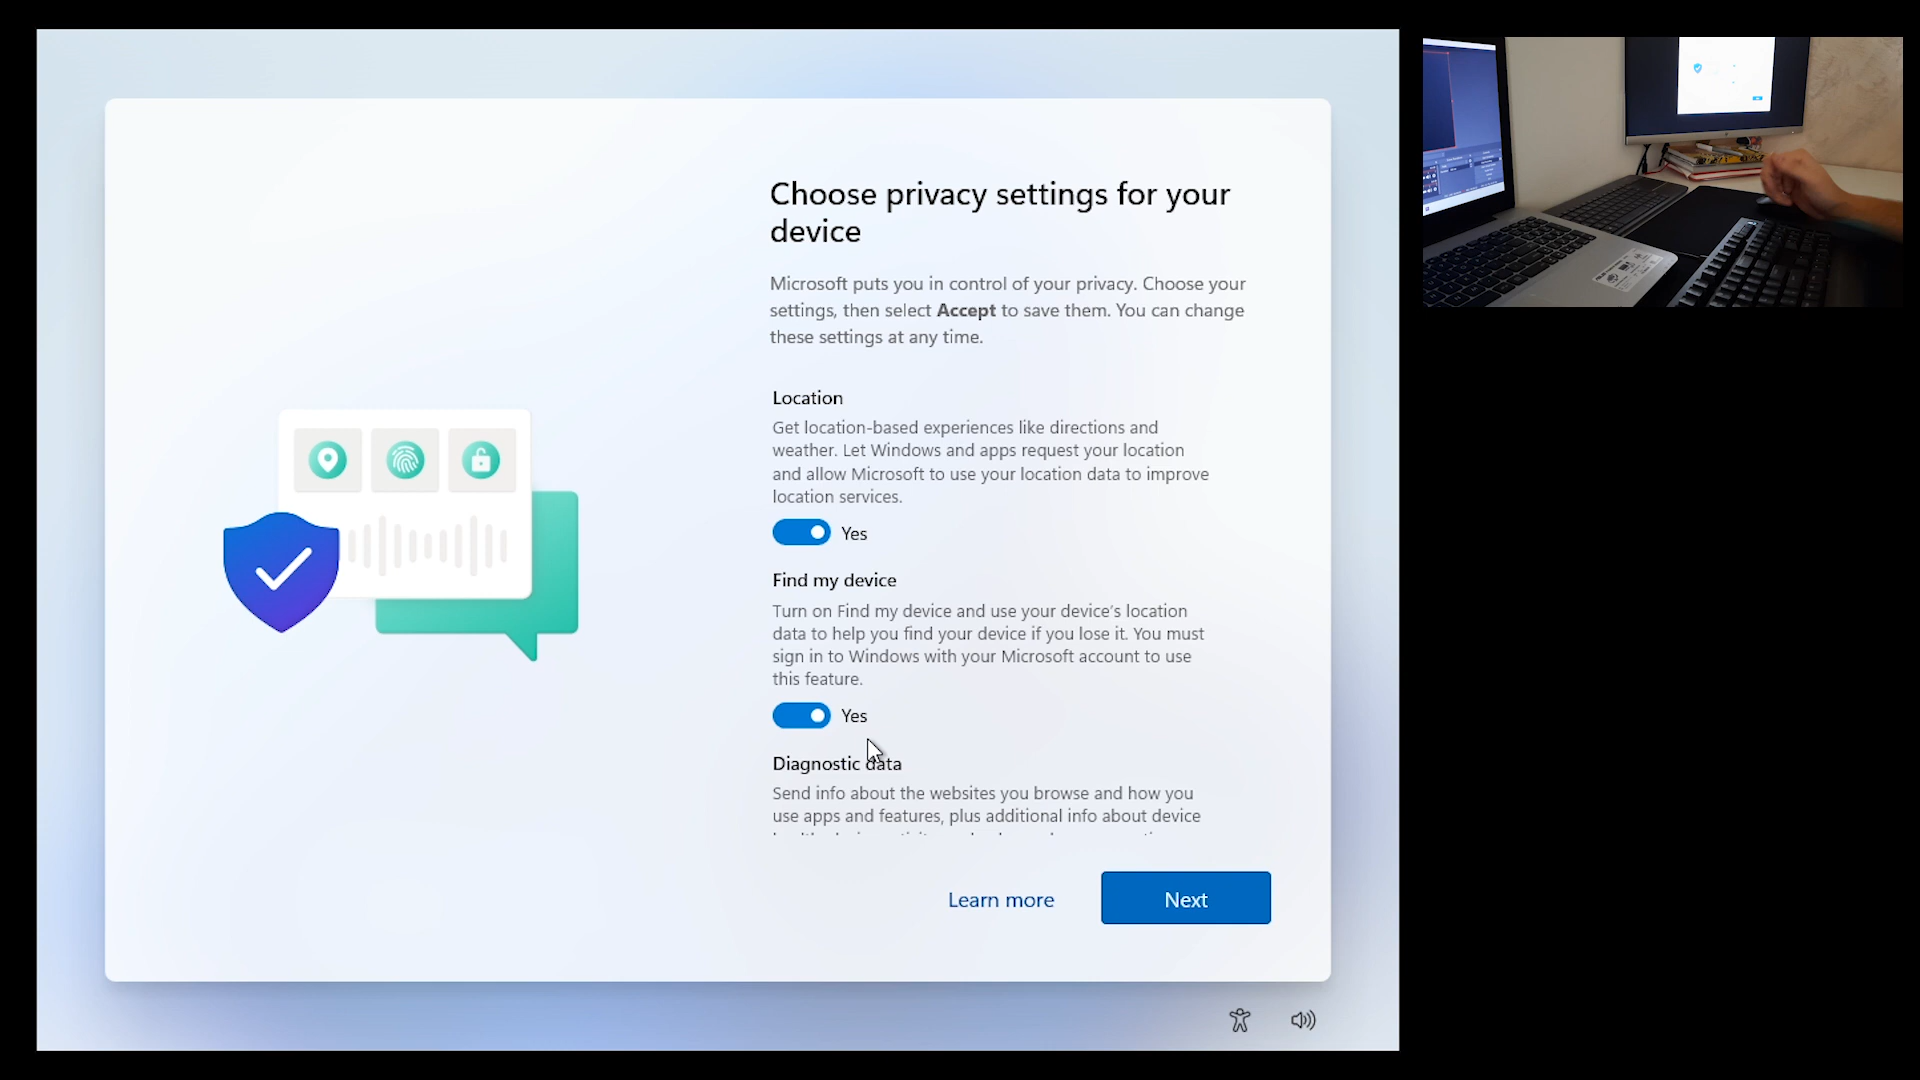 Choose privacy settings for your
device
Microsoft puts you in control of your privacy. Choose your
settings, then select Accept to save them. You can change
these settings at any time.
Location
Get location-based experiences like directions and
weather. Let Windows and apps request your location
and allow Microsoft to use your location data to improve
location services.
Yes
Find my device
Turn on Find my device and use your device's location
data to help you find your device if you lose it. You must
sign in to Windows with your Microsoft account to use
this feature.
Yes
Diagnostic data
Send info about the websites you browse and how you
use apps and features, plus additional info about device
Learn more
Next